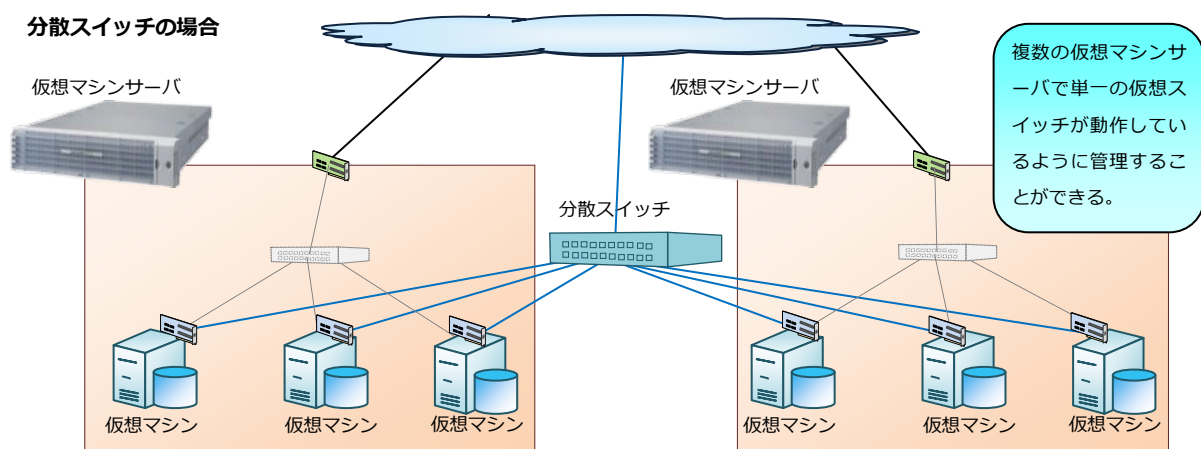 分散スイッチの場合
仮想マシンサーバ
仮想マシンサーバ
複数の仮想マシンサ
ーバで単一の仮想ス
イッチが動作してい
るように管理するこ
とができる。
分散スイッチ
仮想マシン
仮想マシン
仮想マシン
仮想マシン
仮想マシン
仮想マシン